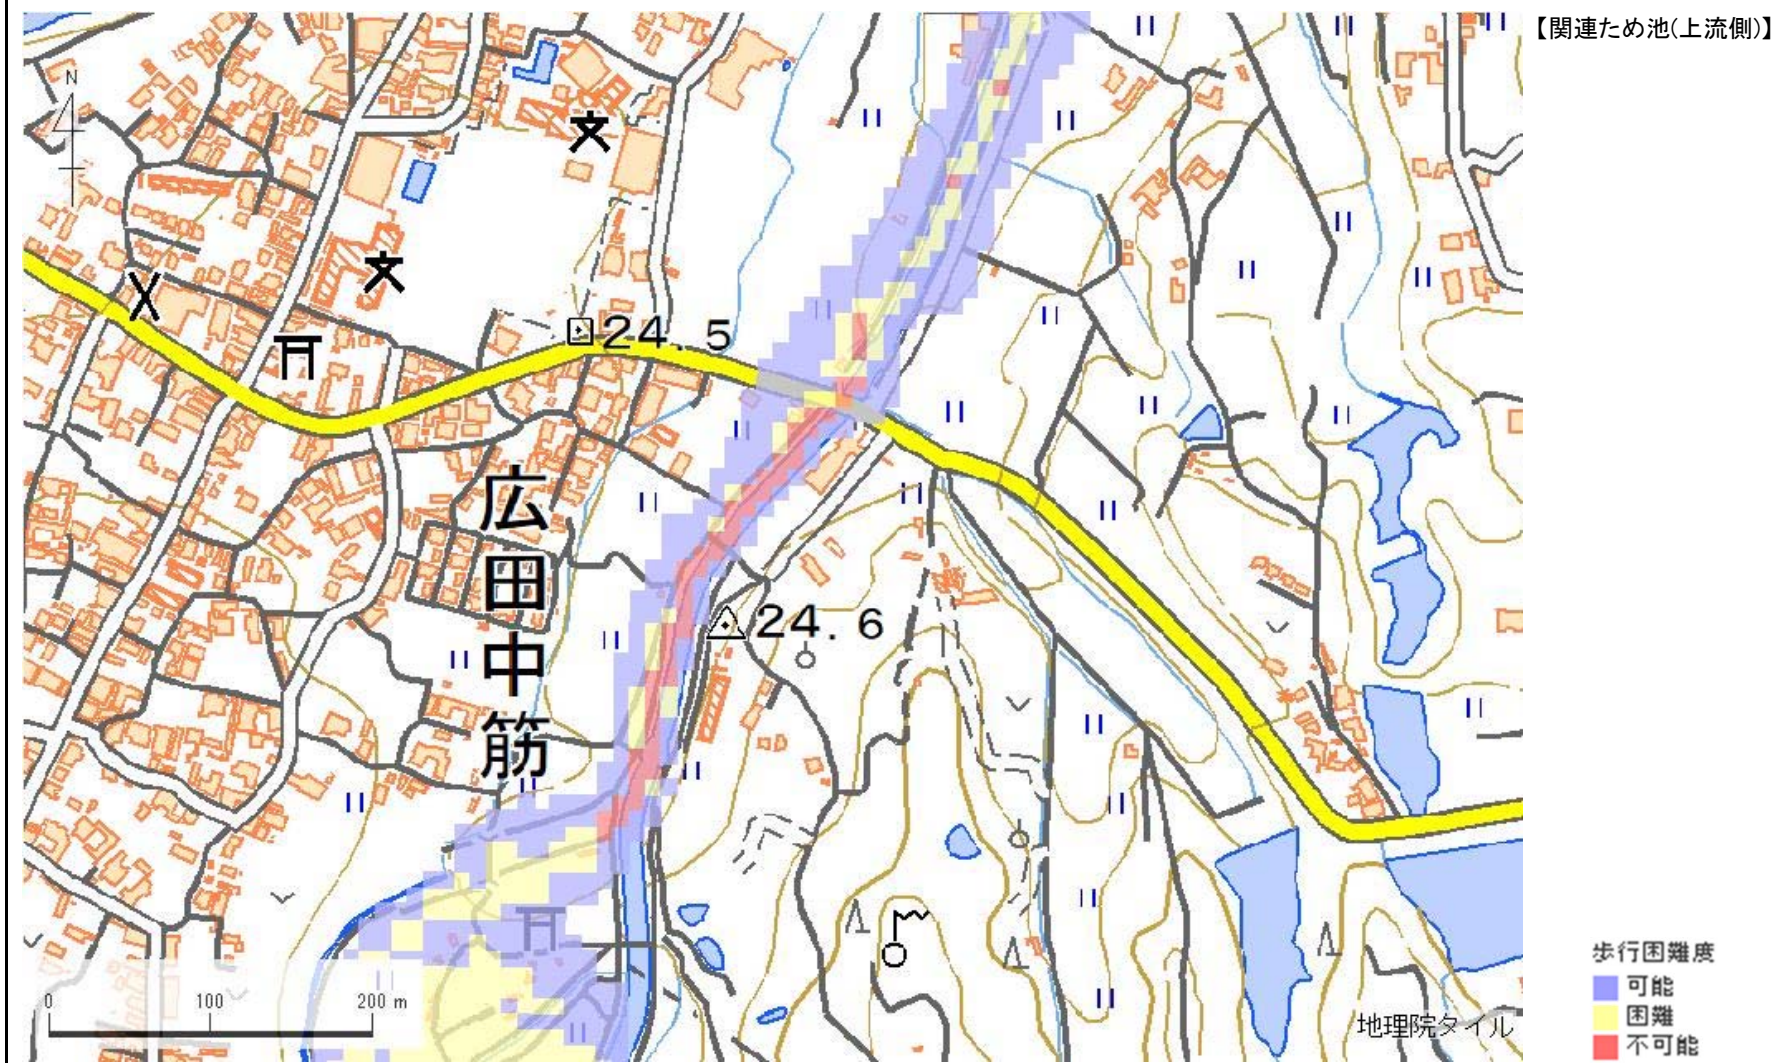 【関連ため池(上流側)】
N
24.5
広田中筋
24.6
0 100 200 m
地理院タイル
歩行困難度
可能
困難
不可能